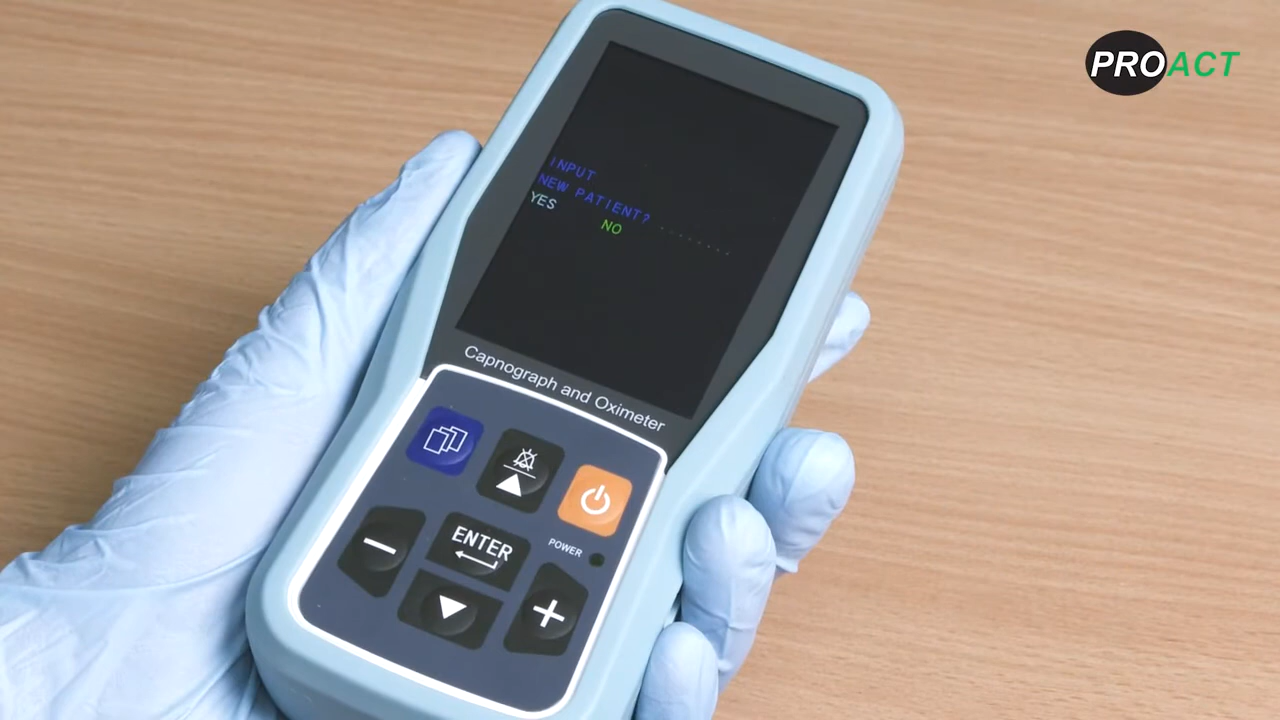 PROACT
INPUT
NEW PATIENT? ........
YES NO
Capnograph and Oximeter
ENTER
POWER